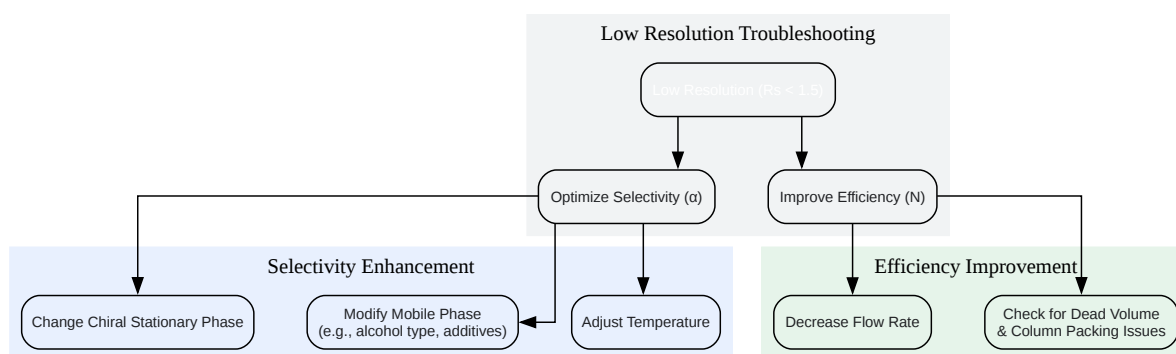 Low Resolution Troubleshooting
Low Resolution (Rs < 1.5)
Optimize Selectivity (α)
Improve Efficiency (N)
Selectivity Enhancement
Efficiency Improvement
Change Chiral Stationary Phase
Modify Mobile Phase
(e.g., alcohol type, additives)
Adjust Temperature
Decrease Flow Rate
Check for Dead Volume
& Column Packing Issues